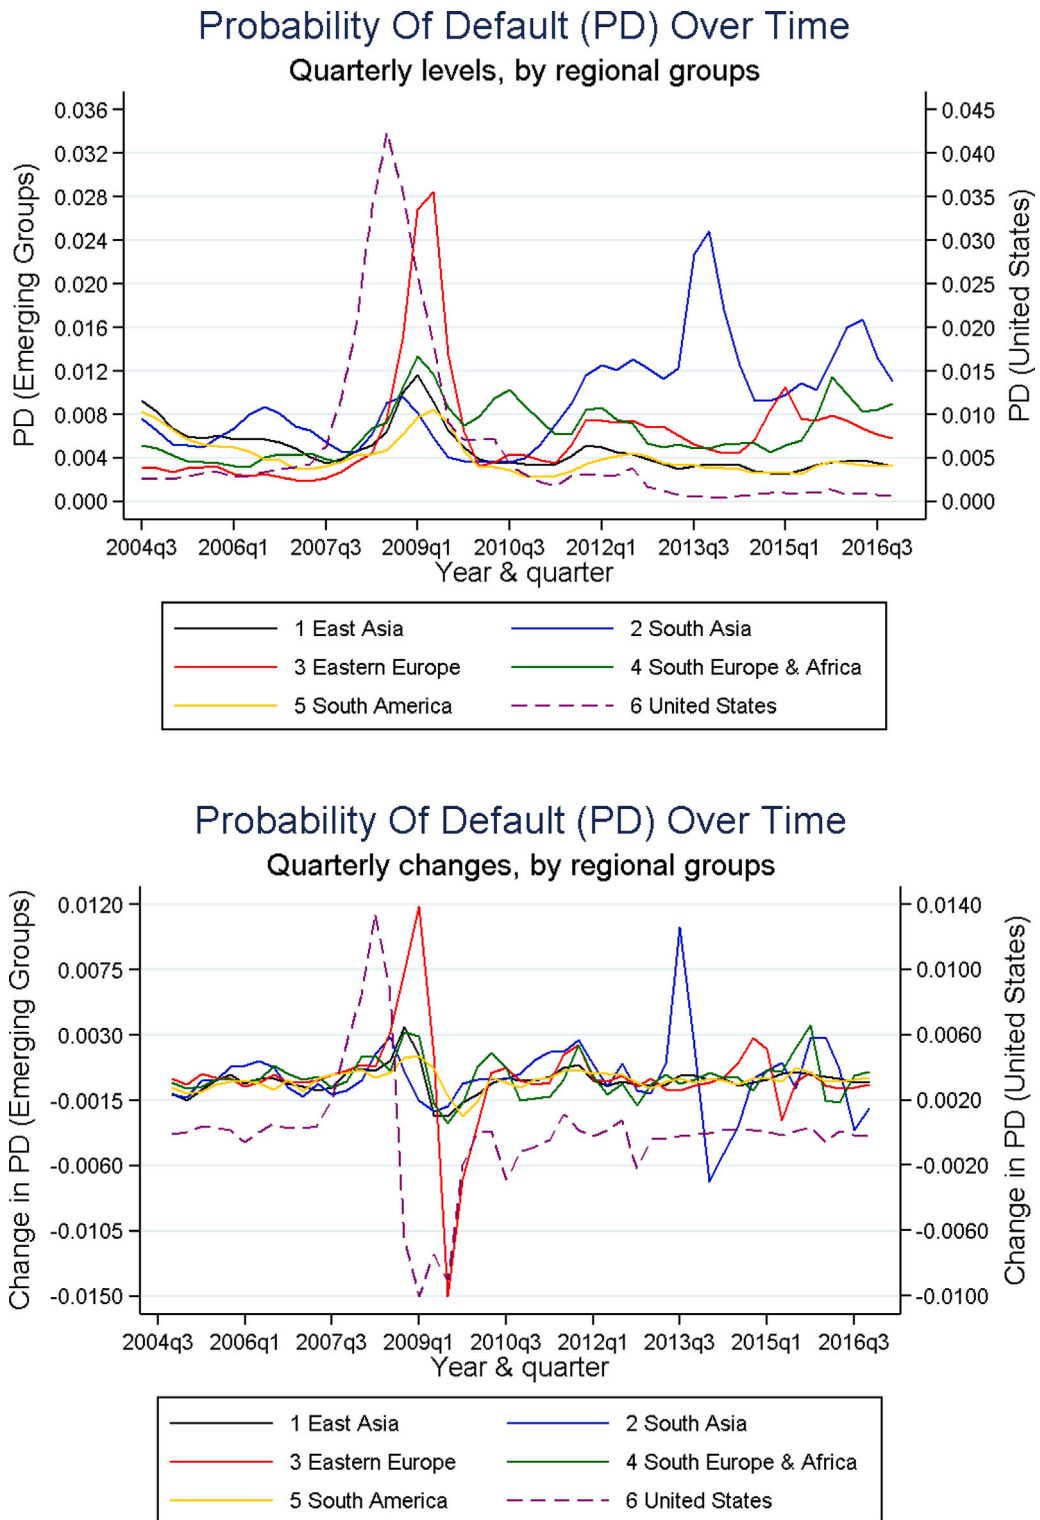 Probability Of Default (PD) Over Time
Quarterly levels, by regional groups
PD (Emerging Groups)
0.036
0.032
0.028
0.024
0.020
0.016
0.012
0.008
0.004
0.000
0.045
0.040
0.035
0.030
0.025
0.020
0.015
0.010
0.005
0.000
PD (United States)
2004q3 2006q1 2007q3 2009q1 2010q3 2012q1 2013q3 2015q1 2016q3
Year & quarter
1 East Asia 2 South Asia
3 Eastern Europe 4 South Europe & Africa
5 South America 6 United States
Probability Of Default (PD) Over Time
Quarterly changes, by regional groups
Change in PD (Emerging Groups)
0.0120
0.0075
0.0030
-0.0015
-0.0060
-0.0105
-0.0150
0.0140
0.0100
0.0060
0.0020
-0.0020
-0.0060
-0.0100
Change in PD (United States)
2004q3 2006q1 2007q3 2009q1 2010q3 2012q1 2013q3 2015q1 2016q3
Year & quarter
1 East Asia 2 South Asia
3 Eastern Europe 4 South Europe & Africa
5 South America 6 United States